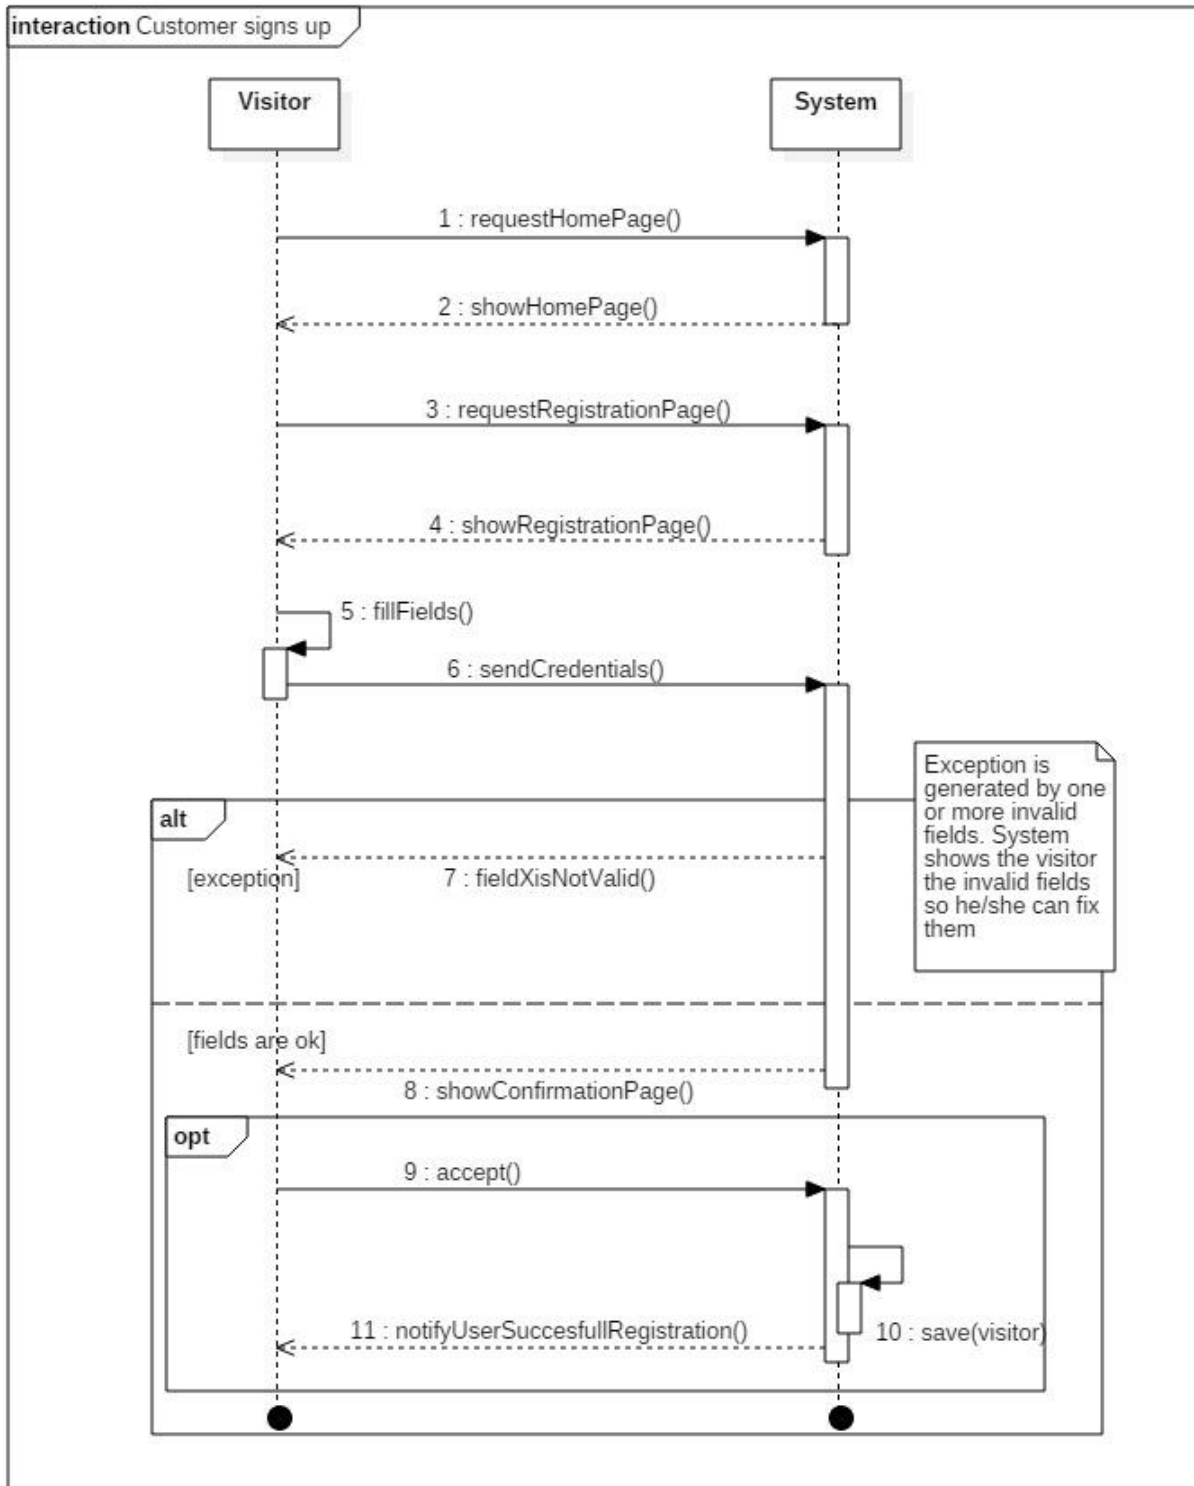 interaction Customer signs up
Visitor
System
1 : requestHomePage()
2 : showHomePage()
3 : requestRegistrationPage()
4 : showRegistrationPage()
5 : fillFields()
6 : sendCredentials()
Exception is
generated by one
or more invalid
fields. System
shows the visitor
the invalid fields
so he/she can fix
them
alt
[exception]
7 : fieldXisNotValid()
[fields are ok]
8 : showConfirmationPage()
opt
9 : accept()
11 : notifyUserSuccesfullRegistration()
10 : save(visitor)